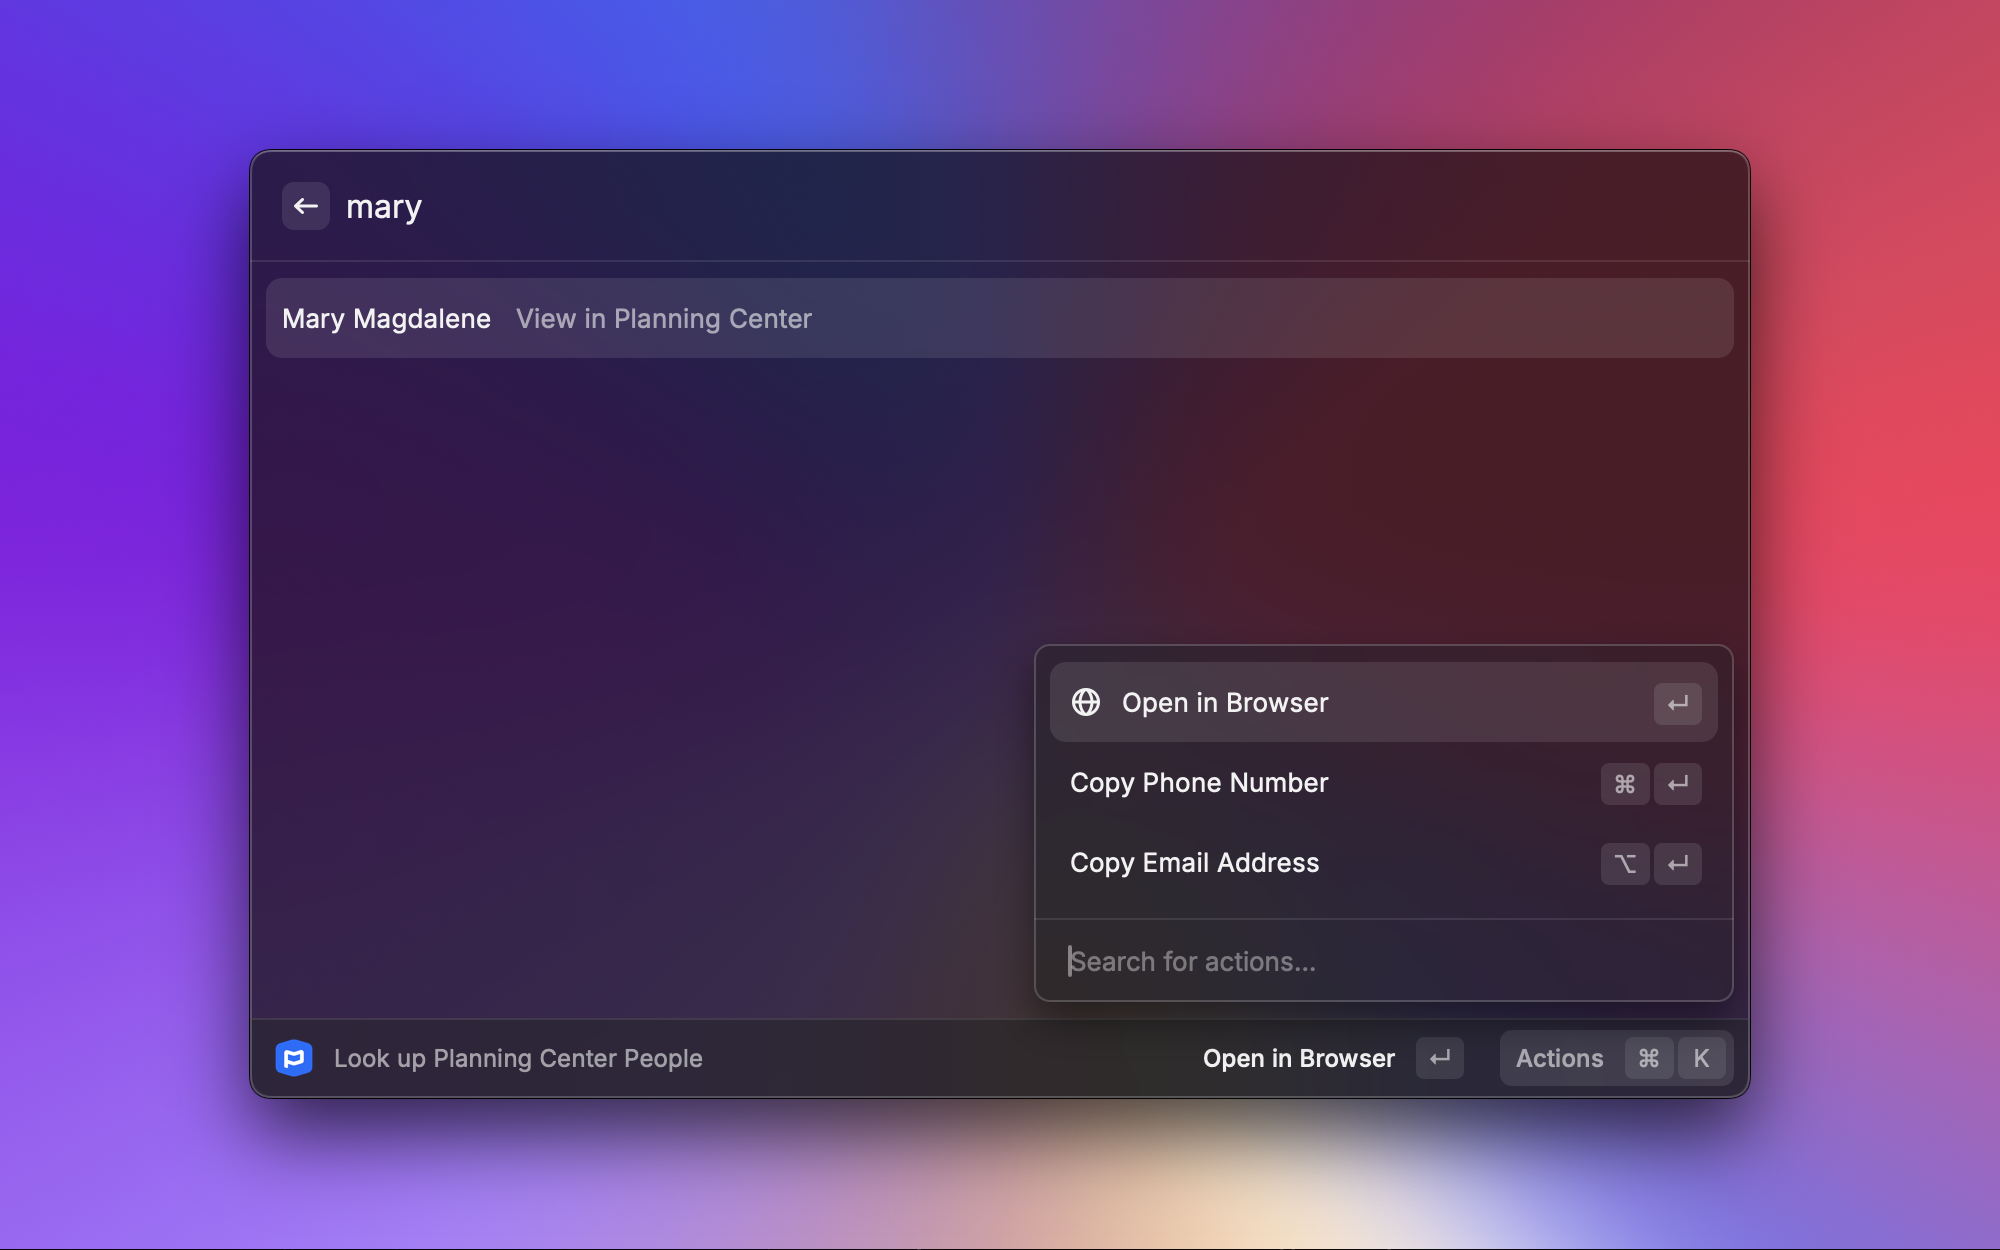 mary
Mary Magdalene View in Planning Center
Open in Browser ↵
Copy Phone Number ⌘ ↵
Copy Email Address ⌥ ↵
Search for actions...
Look up Planning Center People Open in Browser ↵ Actions ⌘ K